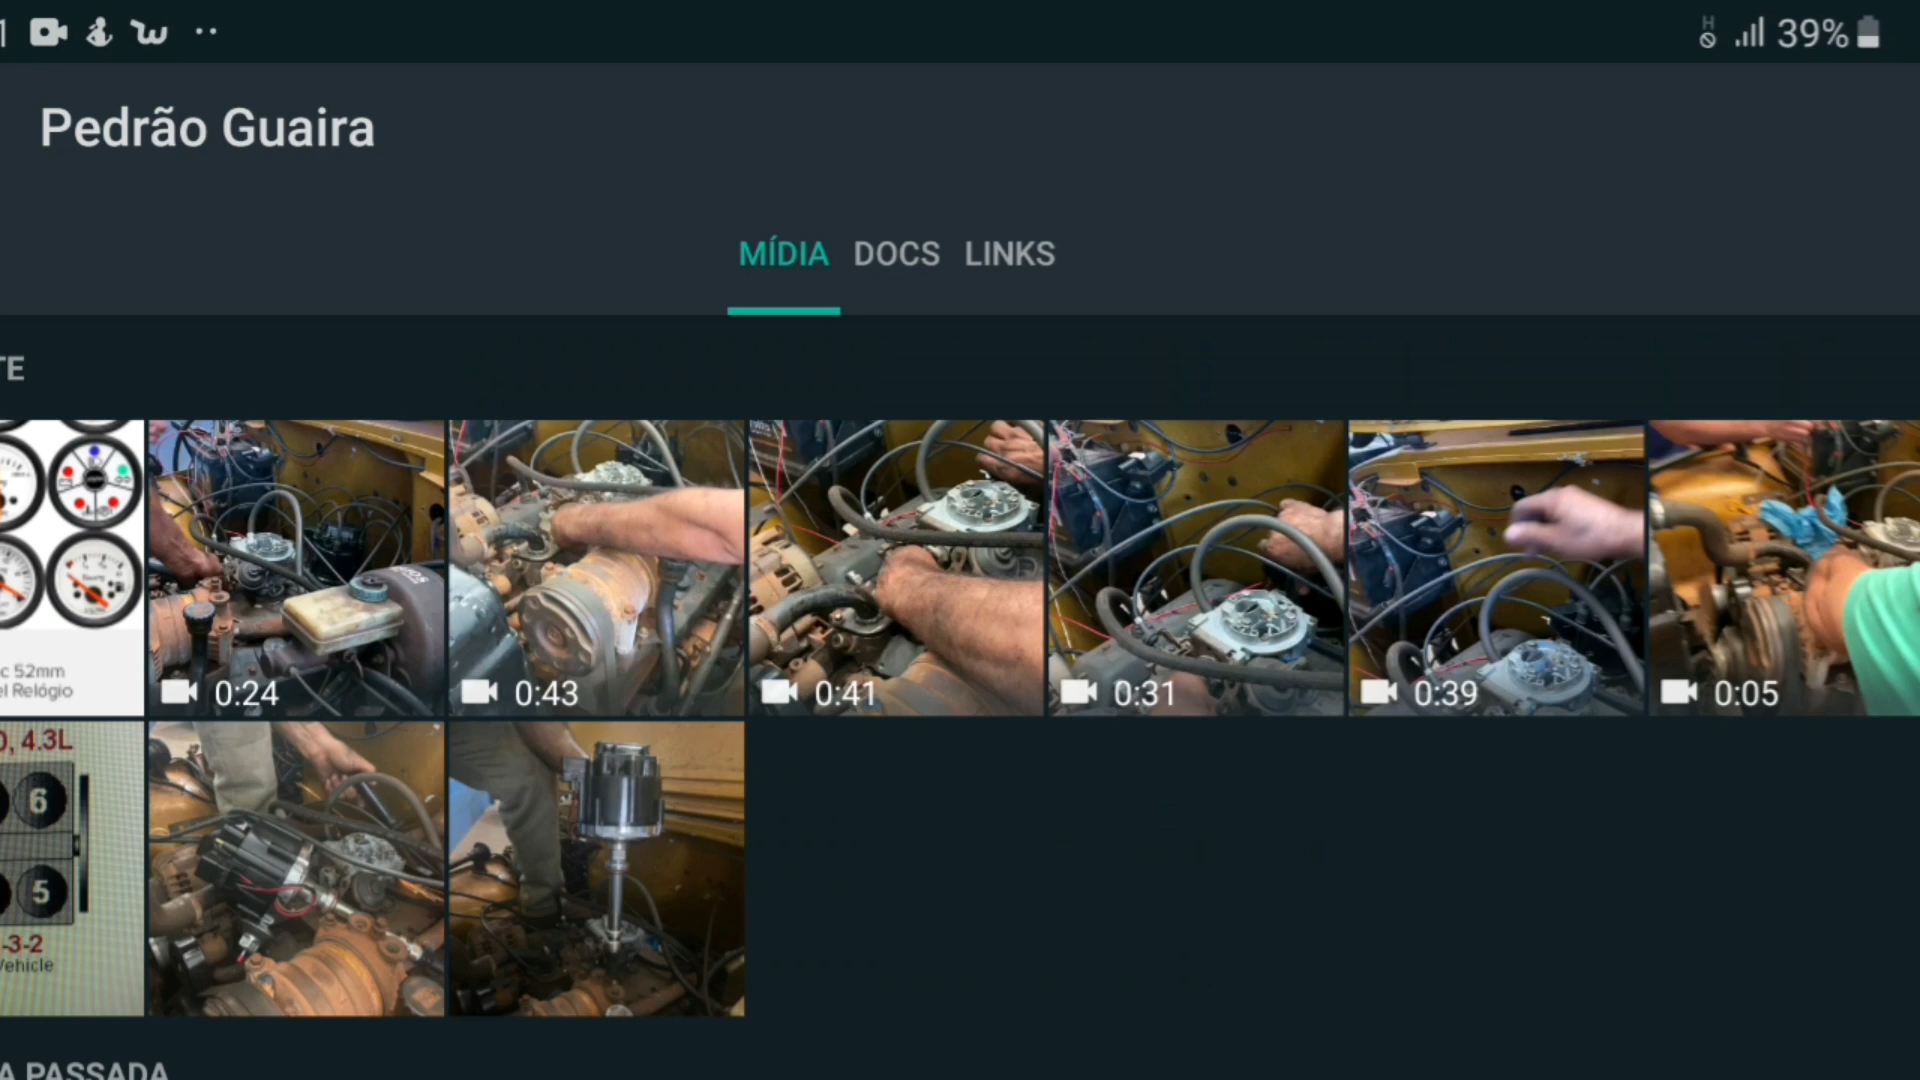 39%
Pedrão Guaira
MÍDIA DOCS LINKS
TE
c 52mm
el Relógio
0:24
0:43
0:41
0:31
0:39
0:05
, 4.3L
6
5
-3-2
Vehicle
A PASSADA